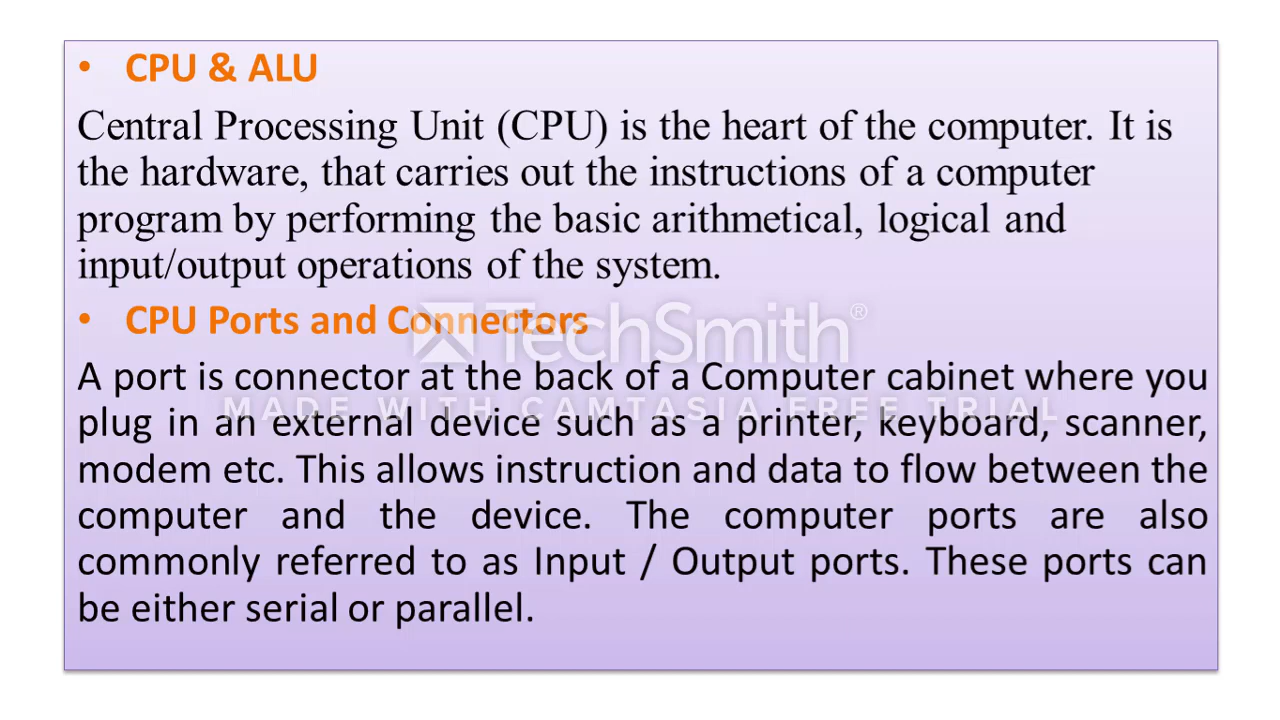 • CPU & ALU
Central Processing Unit (CPU) is the heart of the computer. It is
the hardware, that carries out the instructions of a computer
program by performing the basic arithmetical, logical and
input/output operations of the system.
• CPU Ports and Connectors
TechSmith®
A port is connector at the back of a Computer cabinet where you
MADE WITH CAMTASIA FREE TRIAL
plug in an external device such as a printer, keyboard, scanner,
modem etc. This allows instruction and data to flow between the
computer and the device. The computer ports are also
commonly referred to as Input / Output ports. These ports can
be either serial or parallel.